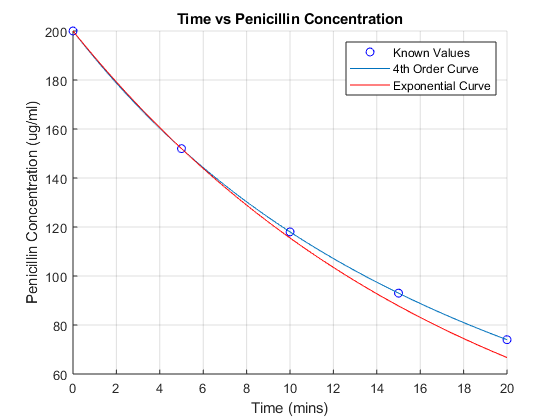 Time vs Penicillin Concentration
Known Values
4th Order Curve
Exponential Curve
Penicillin Concentration (ug/ml)
200
180
160
140
120
100
80
60
0 2 4 6 8 10 12 14 16 18 20
Time (mins)